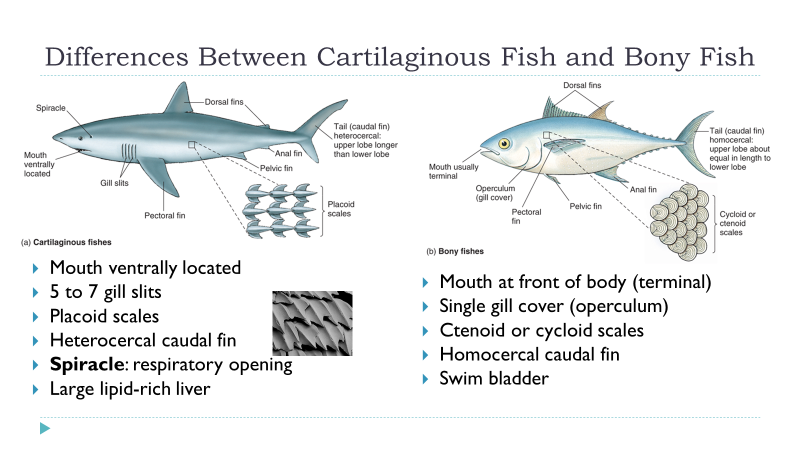 Differences Between Cartilaginous Fish and Bony Fish
Spiracle
Dorsal fins
Tail (caudal fin)
heterocercal:
upper lobe longer
than lower lobe
Mouth
ventrally
located
Gill slits
Anal fin
Pelvic fin
Pectoral fin
Placoid
scales
(a) Cartilaginous fishes
Dorsal fins
Tail (caudal fin)
homocercal:
upper lobe about
equal in length to
lower lobe
Mouth usually
terminal
Operculum
(gill cover)
Pectoral
fin
Pelvic fin
Anal fin
Cycloid or
ctenoid
scales
(b) Bony fishes
Mouth ventrally located
5 to 7 gill slits
Placoid scales
Heterocercal caudal fin
Spiracle: respiratory opening
Large lipid-rich liver
Mouth at front of body (terminal)
Single gill cover (operculum)
Ctenoid or cycloid scales
Homocercal caudal fin
Swim bladder